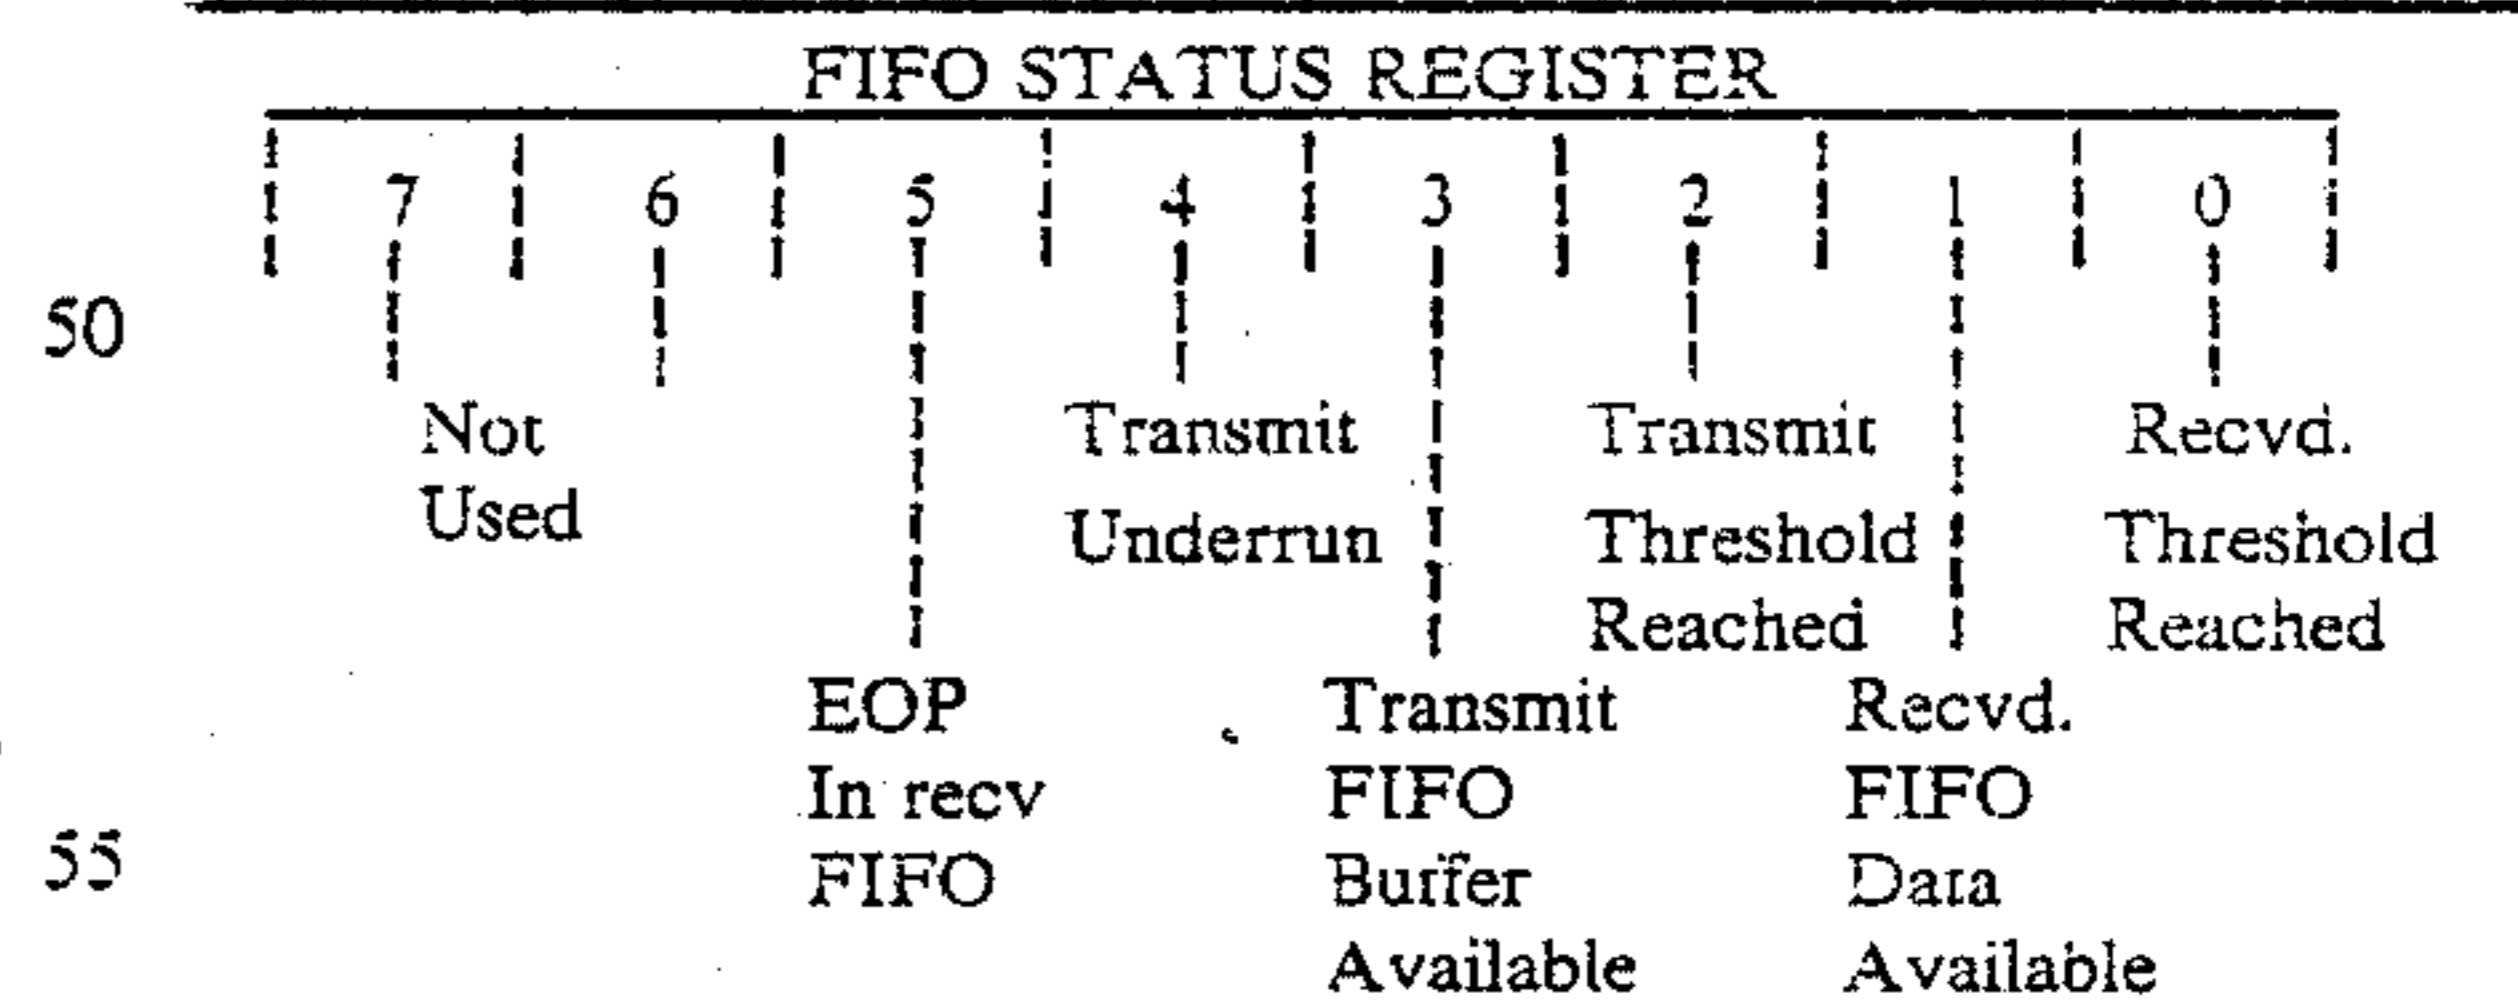 FIFO STATUS REGISTER
7 6 5 4 3 2 1 0
50
Not Transmit Transmit Recvd.
Used Underrun Threshold Threshold
Reached Reached
EOP Transmit Recvd.
In recv FIFO FIFO
55 FIFO Buffer Data
Available Available